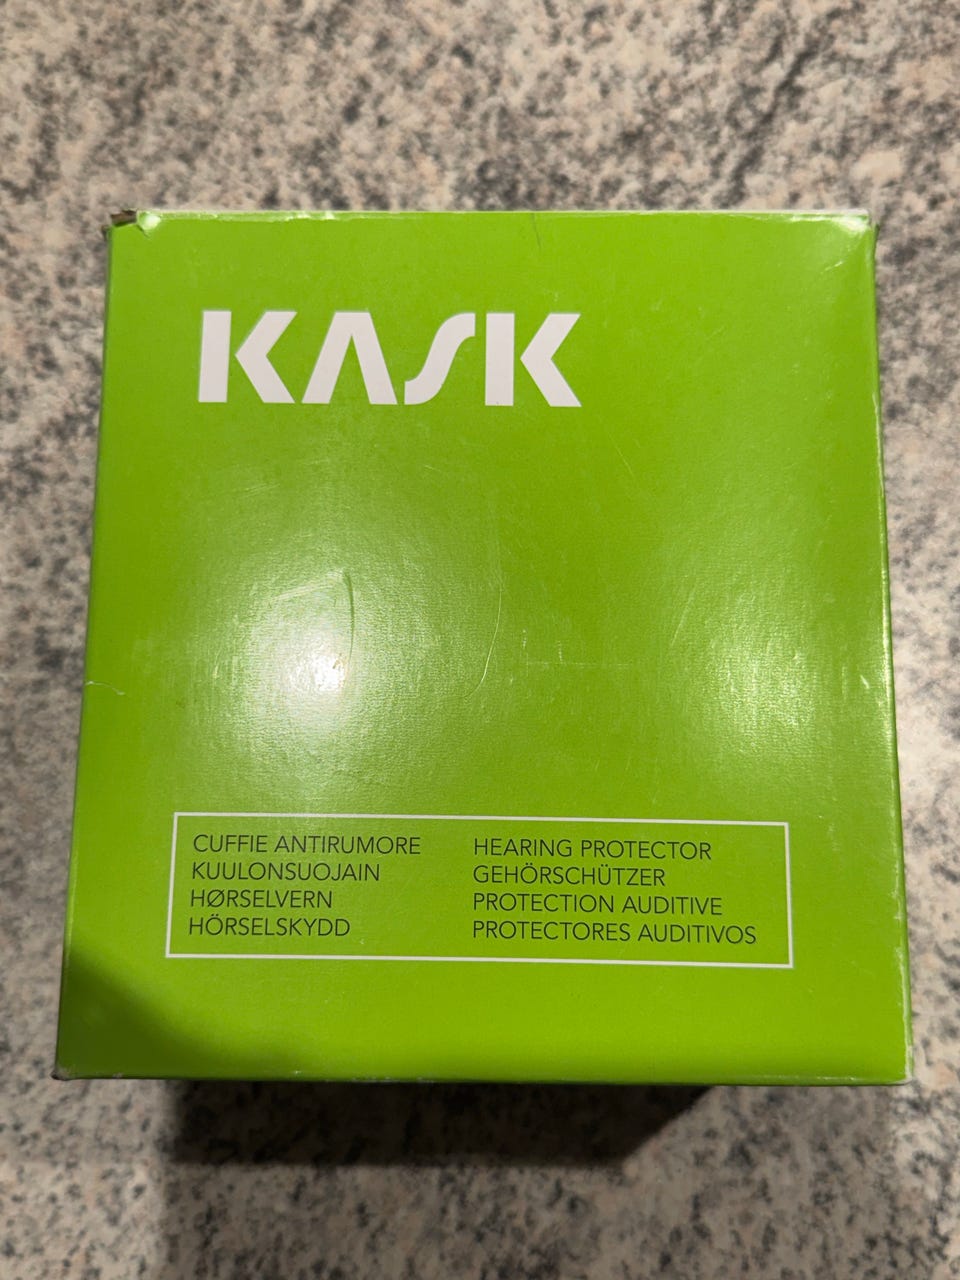 KASK
CUFFIE ANTIRUMORE
KUULONSUOJAIN
HØRSELVERN
HÖRSELSKYDD
HEARING PROTECTOR
GEHÖRSCHÜTZER
PROTECTION AUDITIVE
PROTECTORES AUDITIVOS